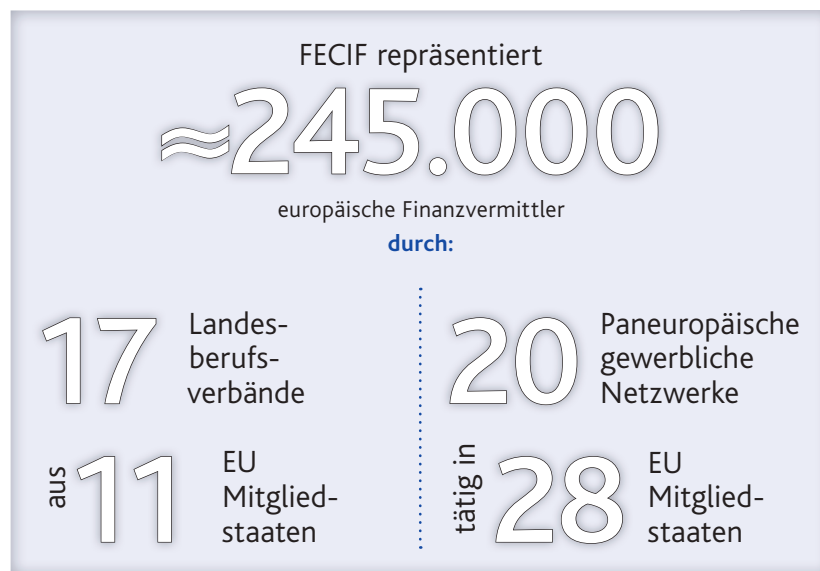 FECIF repräsentiert
≈245.000
europäische Finanzvermittler
durch:
17 Landes-
berufs-
verbände
aus 11 EU
Mitglied-
staaten
20 Paneuropäische
gewerbliche
Netzwerke
tätig in 28 EU
Mitglied-
staaten